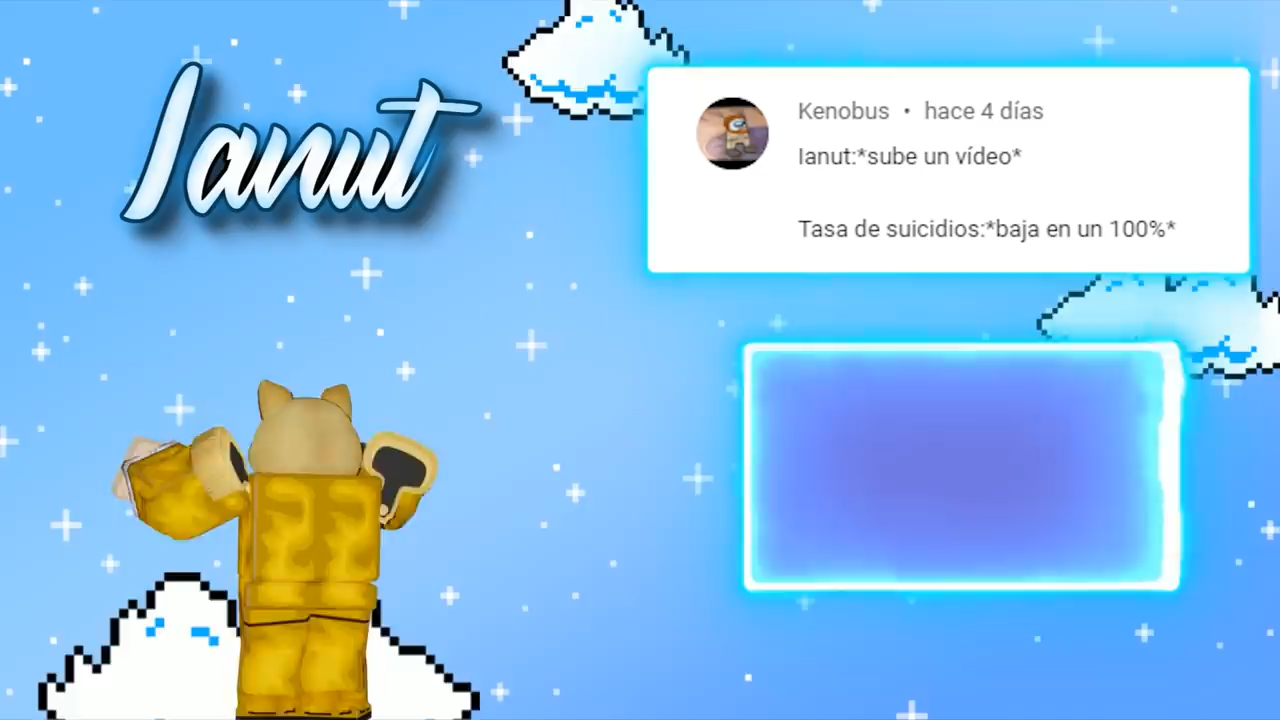 Ianut
Kenobus • hace 4 días
Ianut:*sube un vídeo*
Tasa de suicidios:*baja en un 100%*